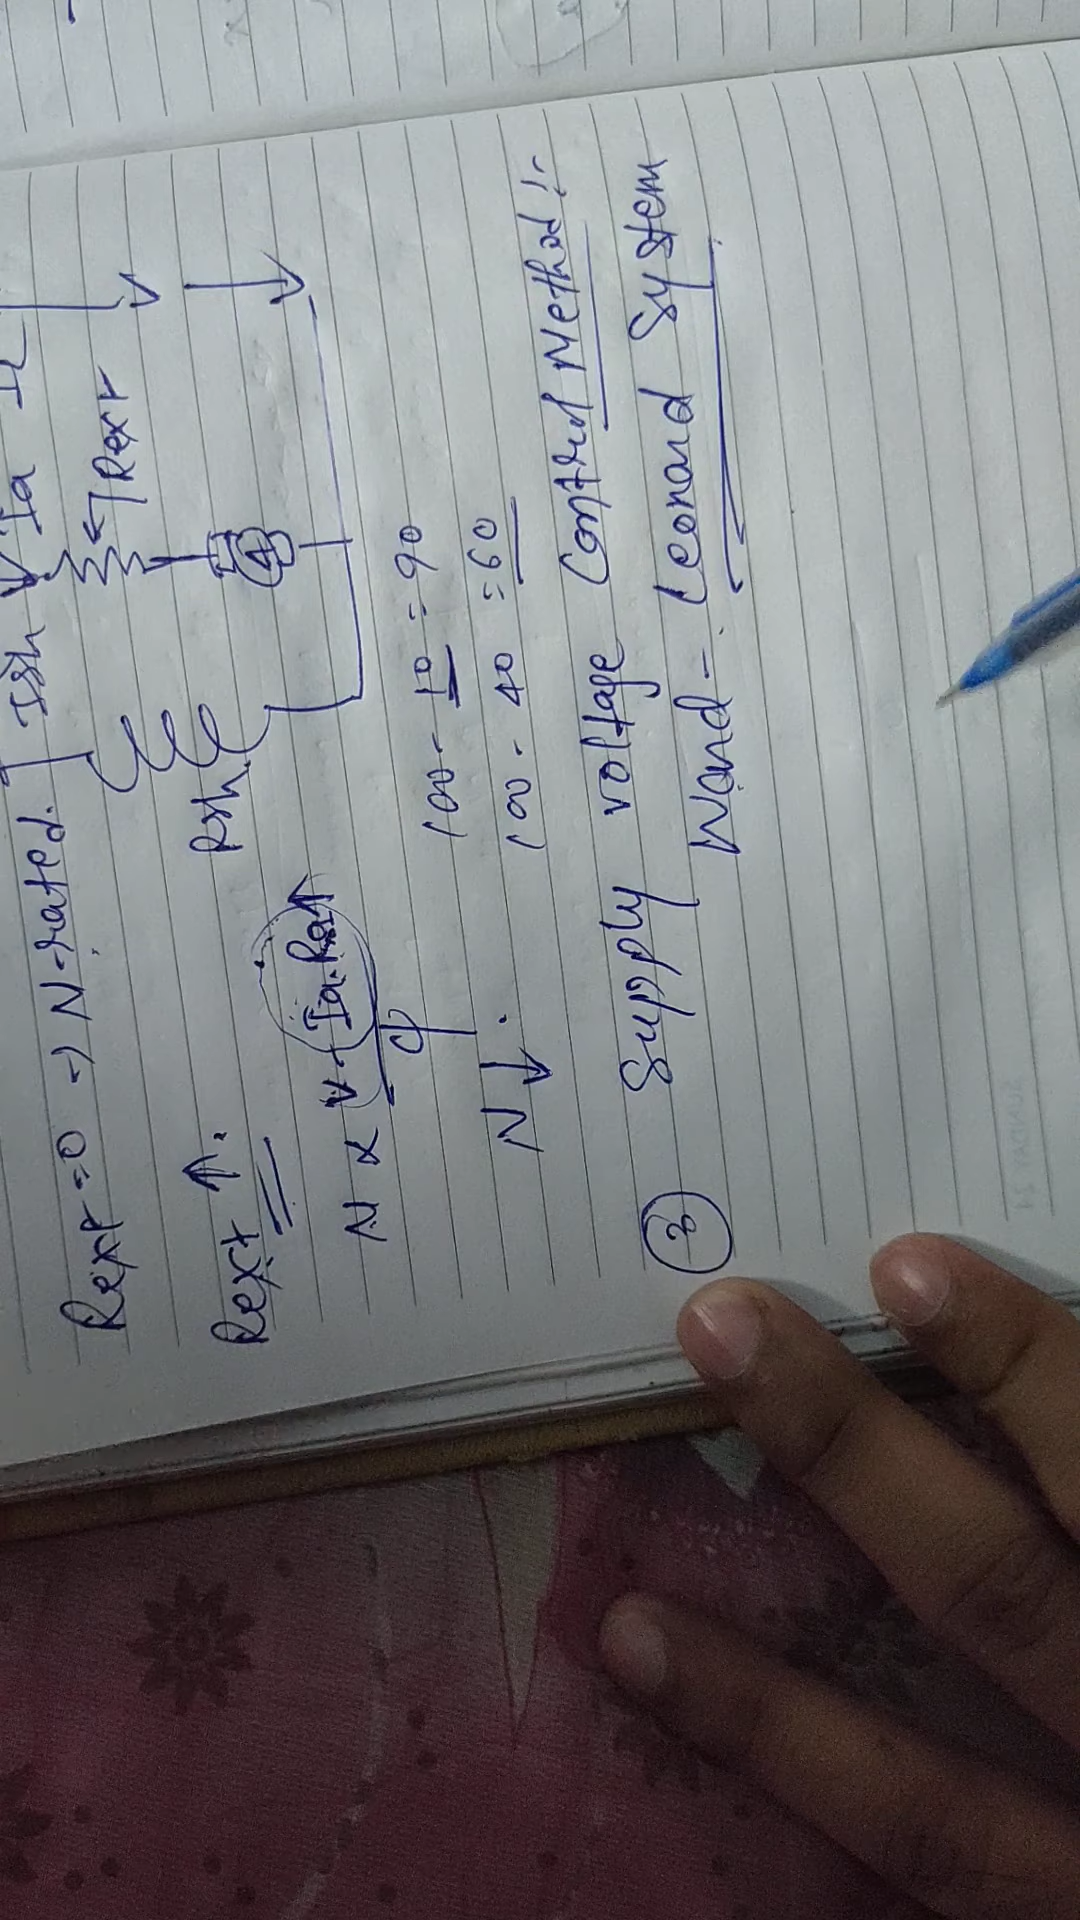 Ish Ia IL
Rext = 0 → N-rated.
Rext
Rext ↑.
Rsh
N ∝ V - Ia.Ra↑
ϕ
100 - 10 = 90
N↓.
100 - 40 = 60
③ Supply voltage Control Method :-
Ward - Leonard System